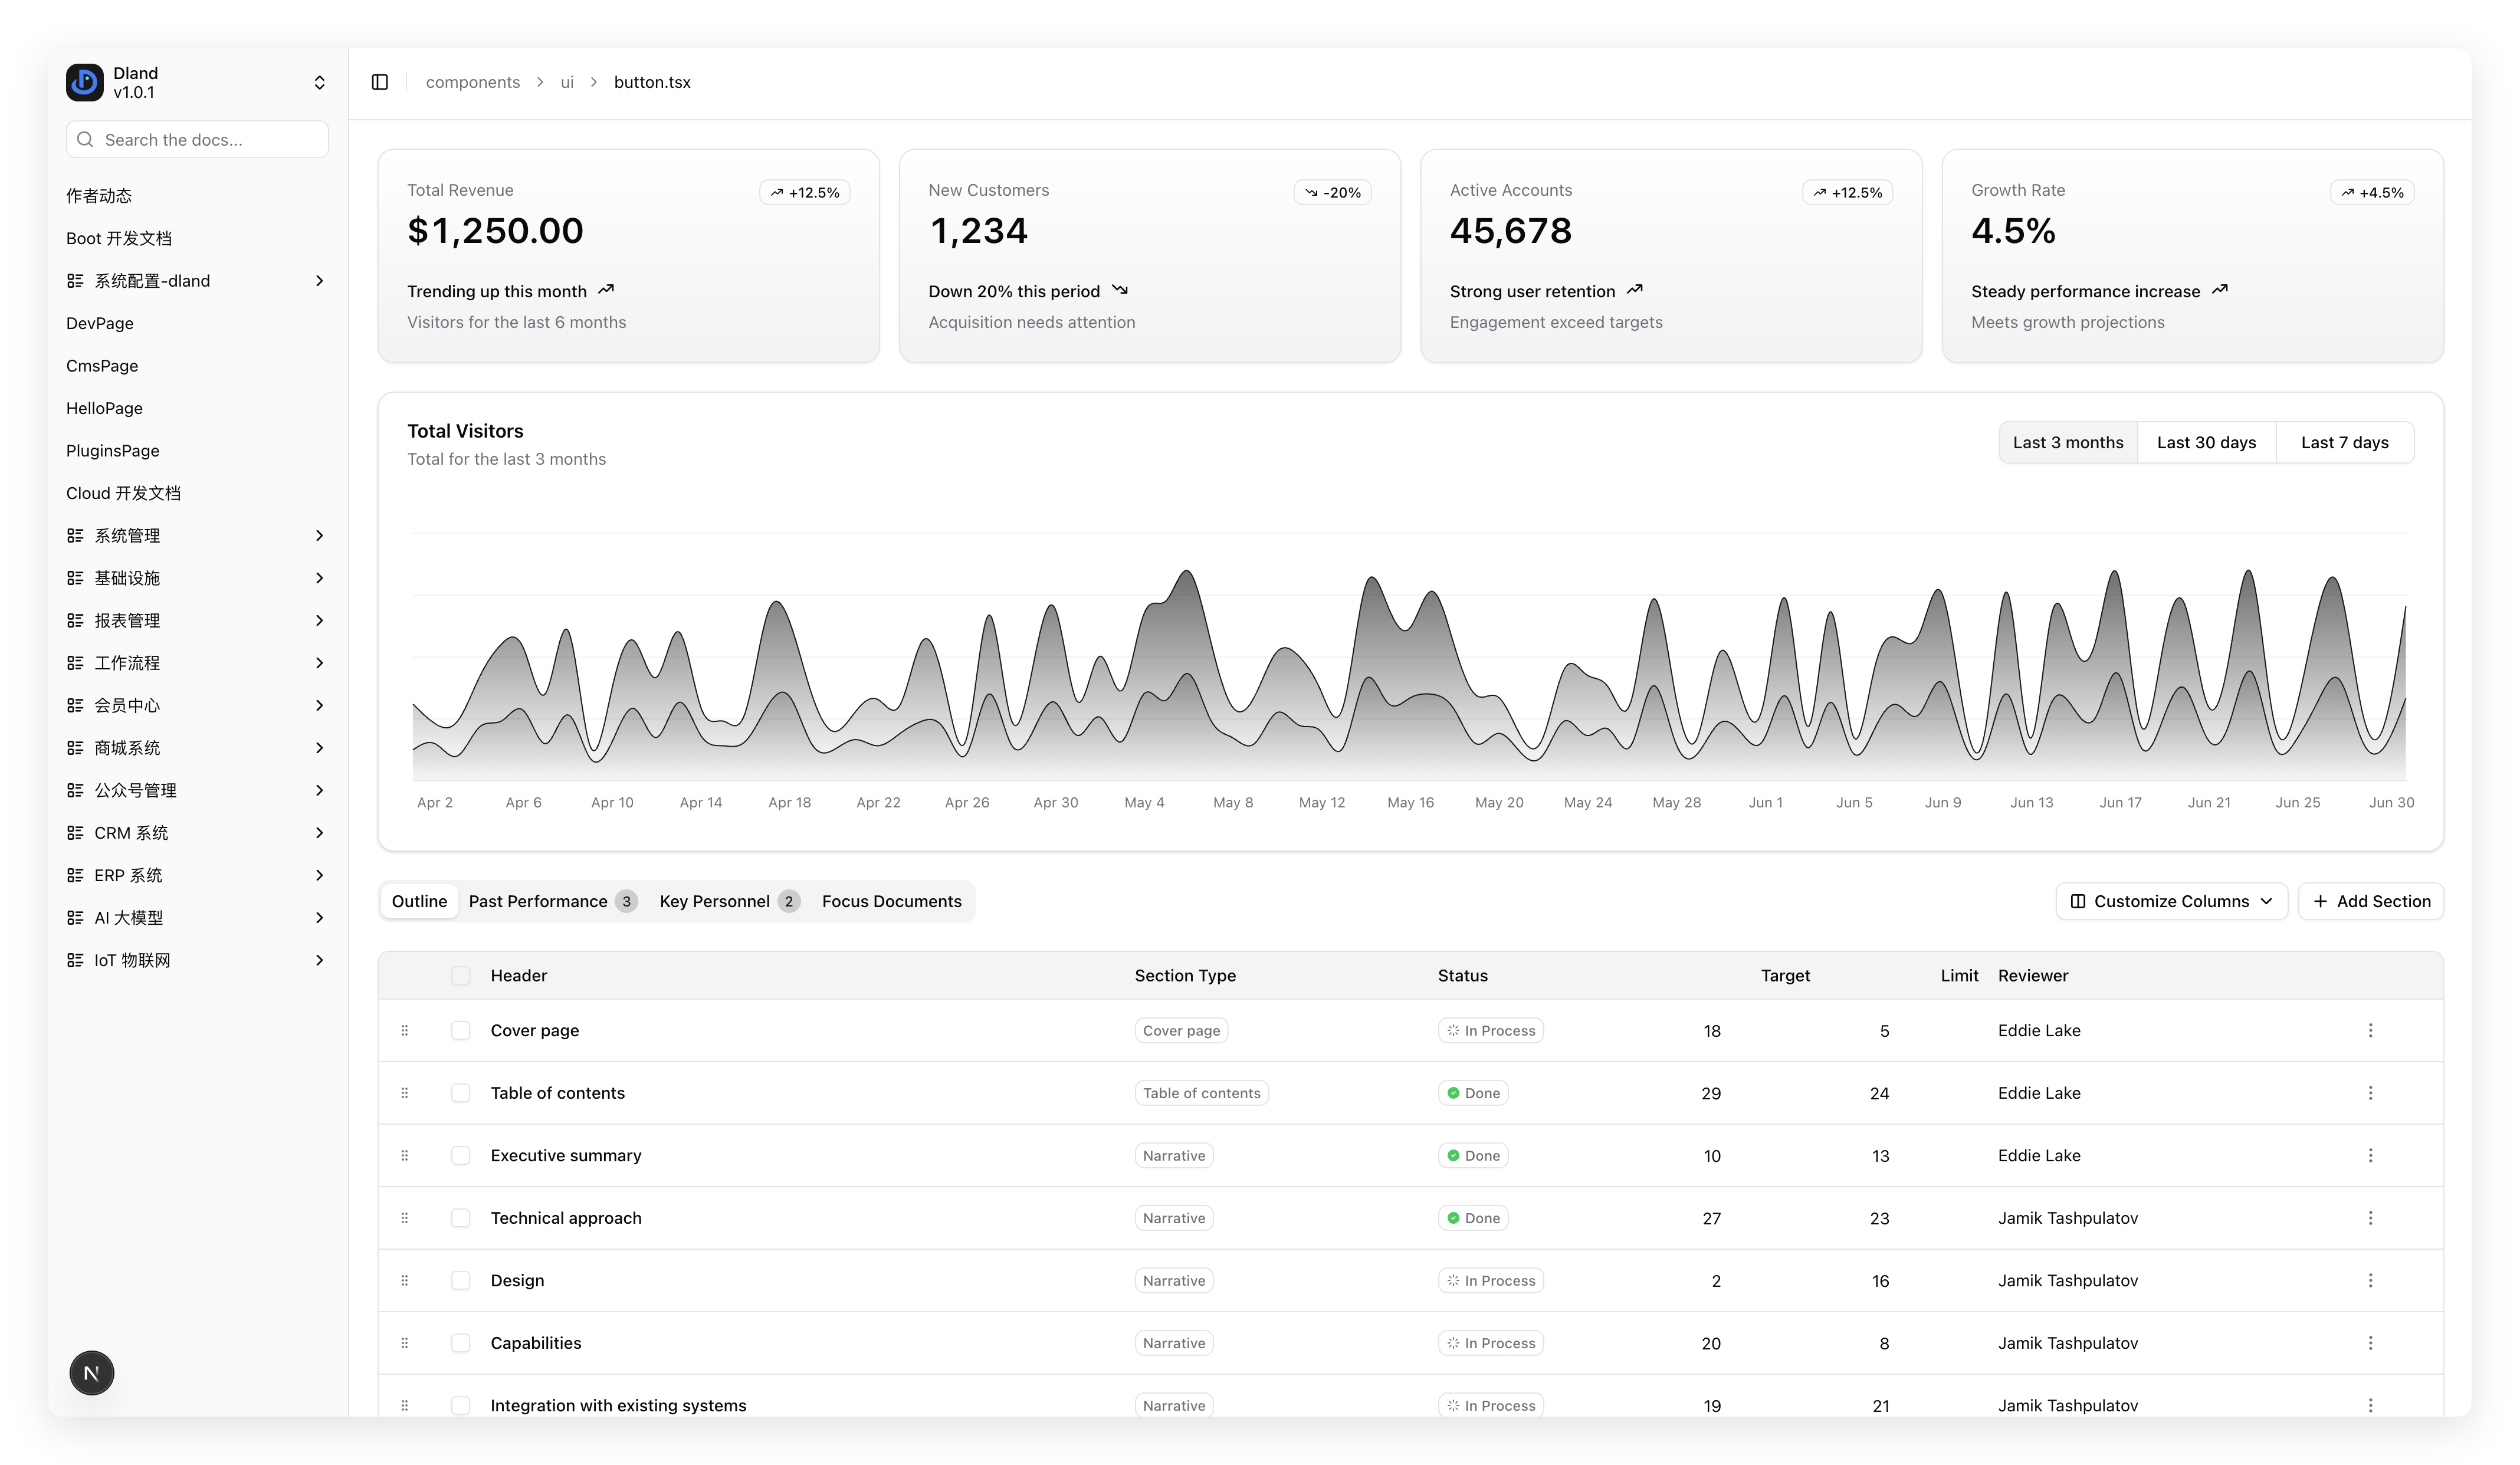 Dland
v1.0.1
Search the docs...
作者动态
Boot 开发文档
系统配置-dland
DevPage
CmsPage
HelloPage
PluginsPage
Cloud 开发文档
系统管理
基础设施
报表管理
工作流程
会员中心
商城系统
公众号管理
CRM 系统
ERP 系统
AI 大模型
IoT 物联网
N
components > ui > button.tsx
Total Revenue
+12.5%
$1,250.00
Trending up this month
Visitors for the last 6 months
New Customers
-20%
1,234
Down 20% this period
Acquisition needs attention
Active Accounts
+12.5%
45,678
Strong user retention
Engagement exceed targets
Growth Rate
+4.5%
4.5%
Steady performance increase
Meets growth projections
Total Visitors
Total for the last 3 months
Last 3 months Last 30 days Last 7 days
Apr 2 Apr 6 Apr 10 Apr 14 Apr 18 Apr 22 Apr 26 Apr 30 May 4 May 8 May 12 May 16 May 20 May 24 May 28 Jun 1 Jun 5 Jun 9 Jun 13 Jun 17 Jun 21 Jun 25 Jun 30
Outline Past Performance 3 Key Personnel 2 Focus Documents
Customize Columns Add Section
Header Section Type Status Target Limit Reviewer
Cover page Cover page In Process 18 5 Eddie Lake
Table of contents Table of contents Done 29 24 Eddie Lake
Executive summary Narrative Done 10 13 Eddie Lake
Technical approach Narrative Done 27 23 Jamik Tashpulatov
Design Narrative In Process 2 16 Jamik Tashpulatov
Capabilities Narrative In Process 20 8 Jamik Tashpulatov
Integration with existing systems Narrative In Process 19 21 Jamik Tashpulatov